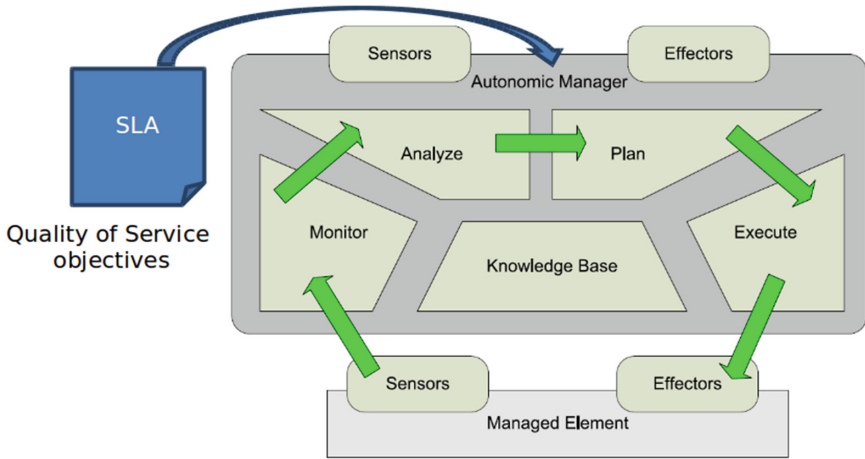 Sensors
Effectors
Autonomic Manager
SLA
Analyze
Plan
Quality of Service
objectives
Monitor
Execute
Knowledge Base
Sensors
Effectors
Managed Element